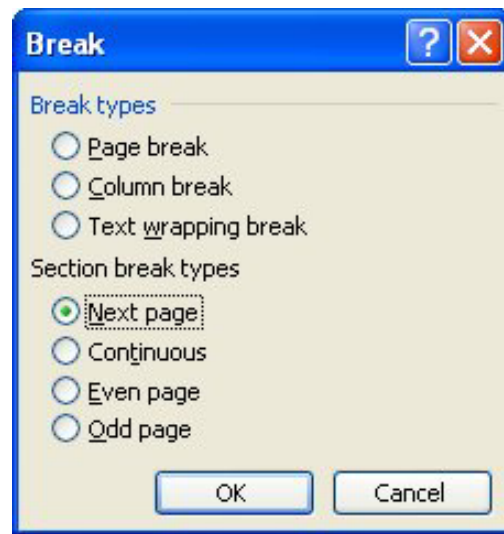 Break
?
Break types
Page break
Column break
Text wrapping break
Section break types
Next page
Continuous
Even page
Odd page
OK Cancel